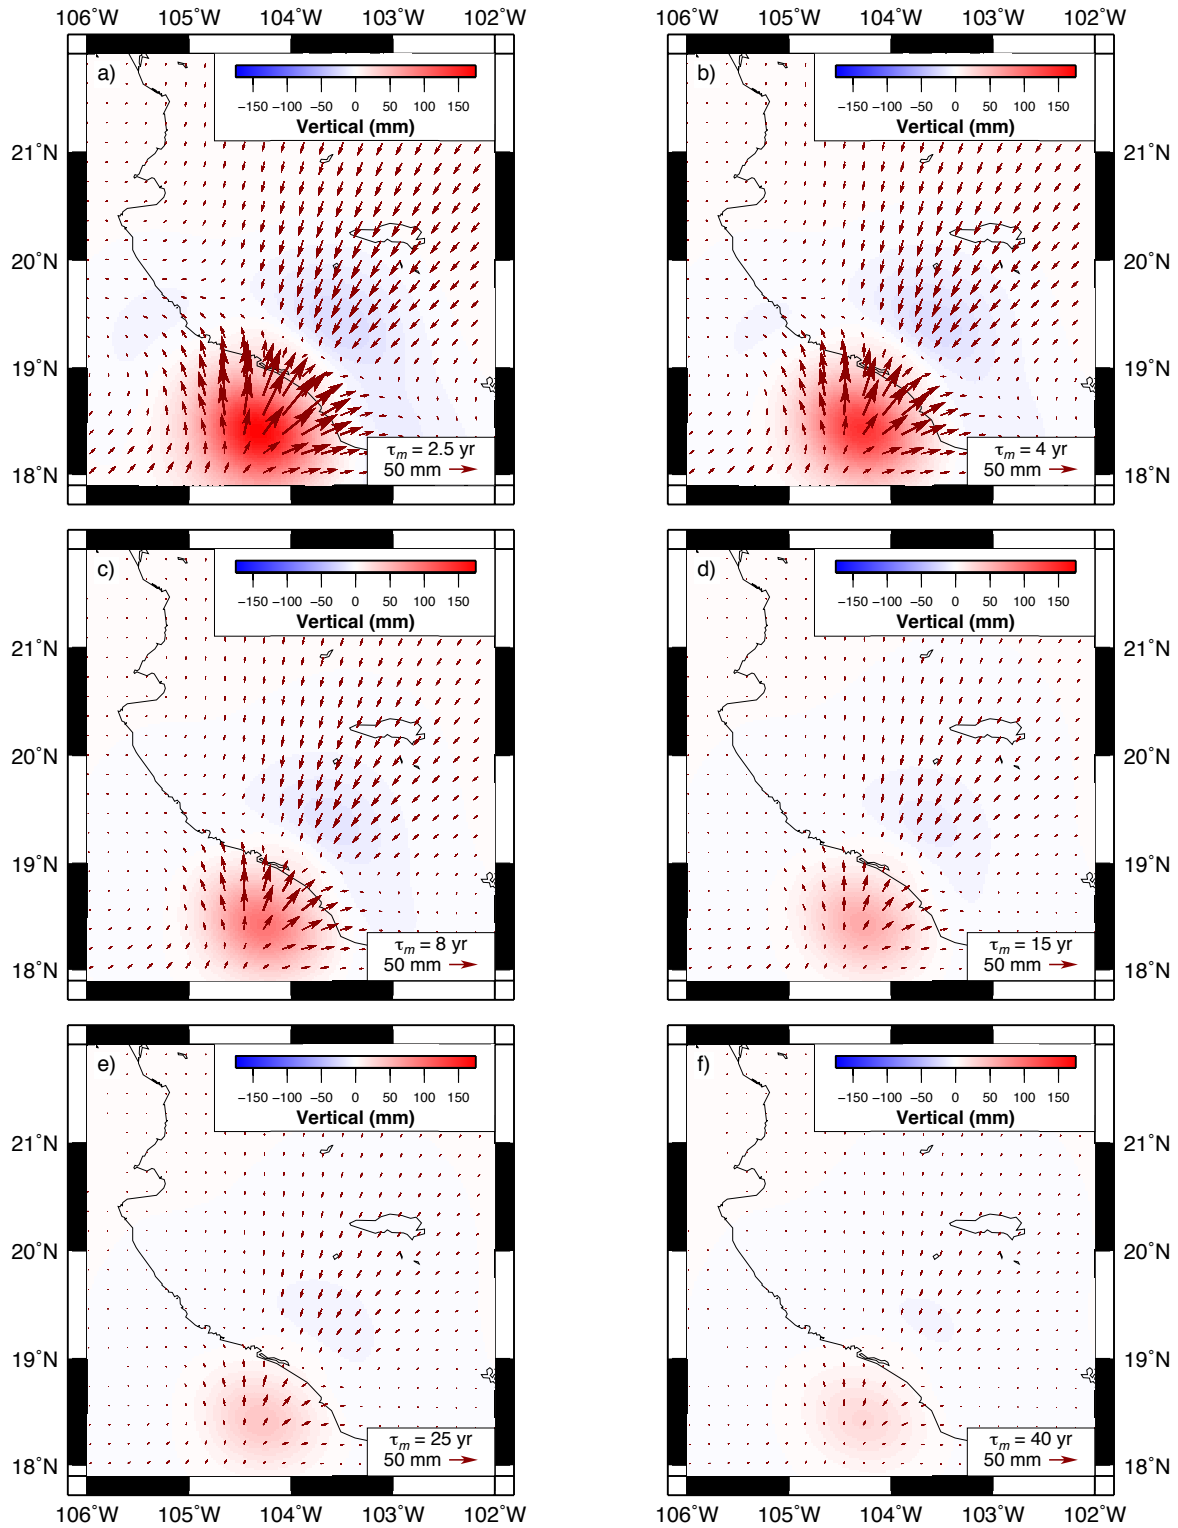 106˚W 105˚W 104˚W 103˚W 102˚W 106˚W 105˚W 104˚W 103˚W 102˚W
a)
−150 −100 −50 0 50 100 150
Vertical (mm)
21˚N
20˚N
19˚N
18˚N
τm = 2.5 yr
50 mm
b)
−150 −100 −50 0 50 100 150
Vertical (mm)
21˚N
20˚N
19˚N
18˚N
τm = 4 yr
50 mm
c)
−150 −100 −50 0 50 100 150
Vertical (mm)
21˚N
20˚N
19˚N
18˚N
τm = 8 yr
50 mm
d)
−150 −100 −50 0 50 100 150
Vertical (mm)
21˚N
20˚N
19˚N
18˚N
τm = 15 yr
50 mm
e)
−150 −100 −50 0 50 100 150
Vertical (mm)
21˚N
20˚N
19˚N
18˚N
τm = 25 yr
50 mm
f)
−150 −100 −50 0 50 100 150
Vertical (mm)
21˚N
20˚N
19˚N
18˚N
τm = 40 yr
50 mm
106˚W 105˚W 104˚W 103˚W 102˚W 106˚W 105˚W 104˚W 103˚W 102˚W